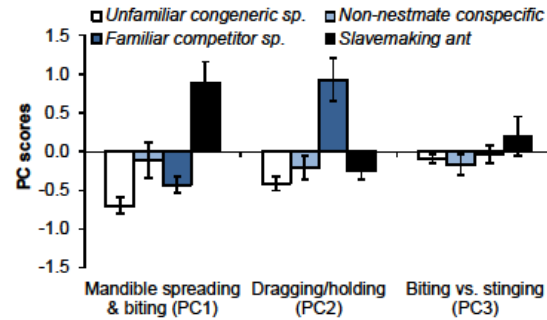 Unfamiliar congeneric sp. Non-nestmate conspecific
Familiar competitor sp. Slavemaking ant
1.5
1.0
0.5
0.0
-0.5
-1.0
-1.5
PC scores
Mandible spreading & biting (PC1)
Dragging/holding (PC2)
Biting vs. stinging (PC3)